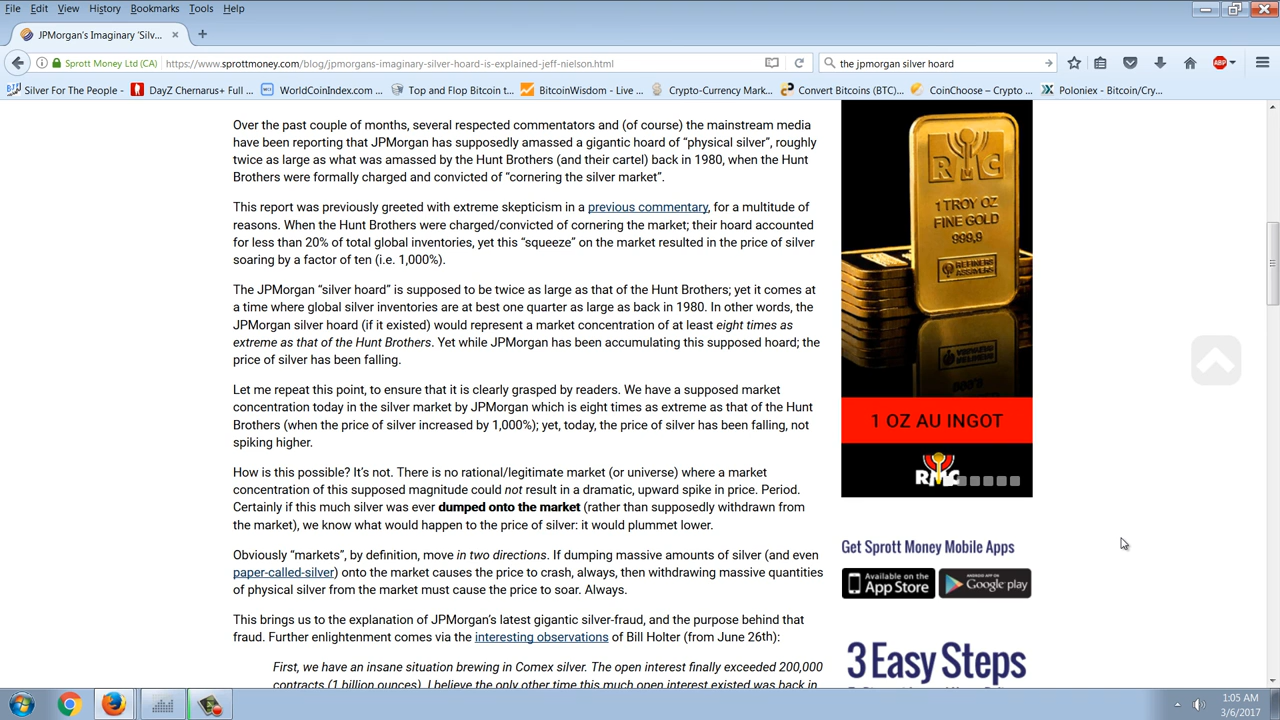 File Edit View History Bookmarks Tools Help
JPMorgan's Imaginary 'Silv...
Sprott Money Ltd (CA) https://www.sprottmoney.com/blog/jpmorgans-imaginary-silver-hoard-is-explained-jeff-nielson.html the jpmorgan silver hoard
Silver For The People - ... DayZ Chernarus+ Full ... WorldCoinIndex.com ... Top and Flop Bitcoin t... BitcoinWisdom - Live ... Crypto-Currency Mark... Convert Bitcoins (BTC)... CoinChoose – Crypto ... Poloniex - Bitcoin/Cry...
Over the past couple of months, several respected commentators and (of course) the mainstream media
have been reporting that JPMorgan has supposedly amassed a gigantic hoard of “physical silver”, roughly
twice as large as what was amassed by the Hunt Brothers (and their cartel) back in 1980, when the Hunt
Brothers were formally charged and convicted of “cornering the silver market”.
This report was previously greeted with extreme skepticism in a previous commentary, for a multitude of
reasons. When the Hunt Brothers were charged/convicted of cornering the market; their hoard accounted
for less than 20% of total global inventories, yet this “squeeze” on the market resulted in the price of silver
soaring by a factor of ten (i.e. 1,000%).
The JPMorgan “silver hoard” is supposed to be twice as large as that of the Hunt Brothers; yet it comes at
a time where global silver inventories are at best one quarter as large as back in 1980. In other words, the
JPMorgan silver hoard (if it existed) would represent a market concentration of at least eight times as
extreme as that of the Hunt Brothers. Yet while JPMorgan has been accumulating this supposed hoard; the
price of silver has been falling.
Let me repeat this point, to ensure that it is clearly grasped by readers. We have a supposed market
concentration today in the silver market by JPMorgan which is eight times as extreme as that of the Hunt
Brothers (when the price of silver increased by 1,000%); yet, today, the price of silver has been falling, not
spiking higher.
How is this possible? It’s not. There is no rational/legitimate market (or universe) where a market
concentration of this supposed magnitude could not result in a dramatic, upward spike in price. Period.
Certainly if this much silver was ever dumped onto the market (rather than supposedly withdrawn from
the market), we know what would happen to the price of silver: it would plummet lower.
Obviously “markets”, by definition, move in two directions. If dumping massive amounts of silver (and even
paper-called-silver) onto the market causes the price to crash, always, then withdrawing massive quantities
of physical silver from the market must cause the price to soar. Always.
This brings us to the explanation of JPMorgan’s latest gigantic silver-fraud, and the purpose behind that
fraud. Further enlightenment comes via the interesting observations of Bill Holter (from June 26th):
First, we have an insane situation brewing in Comex silver. The open interest finally exceeded 200,000
contracts (1 billion ounces). I believe the only other time this much open interest existed was back in
RMC
1 TROY OZ
FINE GOLD
999,9
1 OZ AU INGOT
RMC
Get Sprott Money Mobile Apps
Available on the
App Store
ANDROID APP ON
Google play
3 Easy Steps
ABP
1:05 AM
3/6/2017